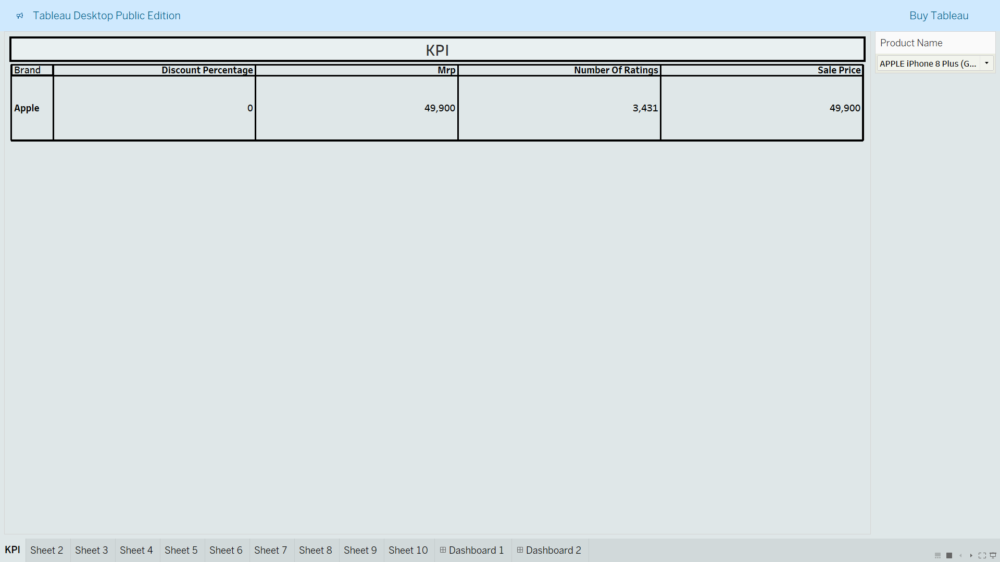 Tableau Desktop Public Edition
Buy Tableau
KPI
Product Name
APPLE iPhone 8 Plus (G...
Brand Discount Percentage Mrp Number Of Ratings Sale Price
Apple 0 49,900 3,431 49,900
KPI Sheet 2 Sheet 3 Sheet 4 Sheet 5 Sheet 6 Sheet 7 Sheet 8 Sheet 9 Sheet 10 Dashboard 1 Dashboard 2